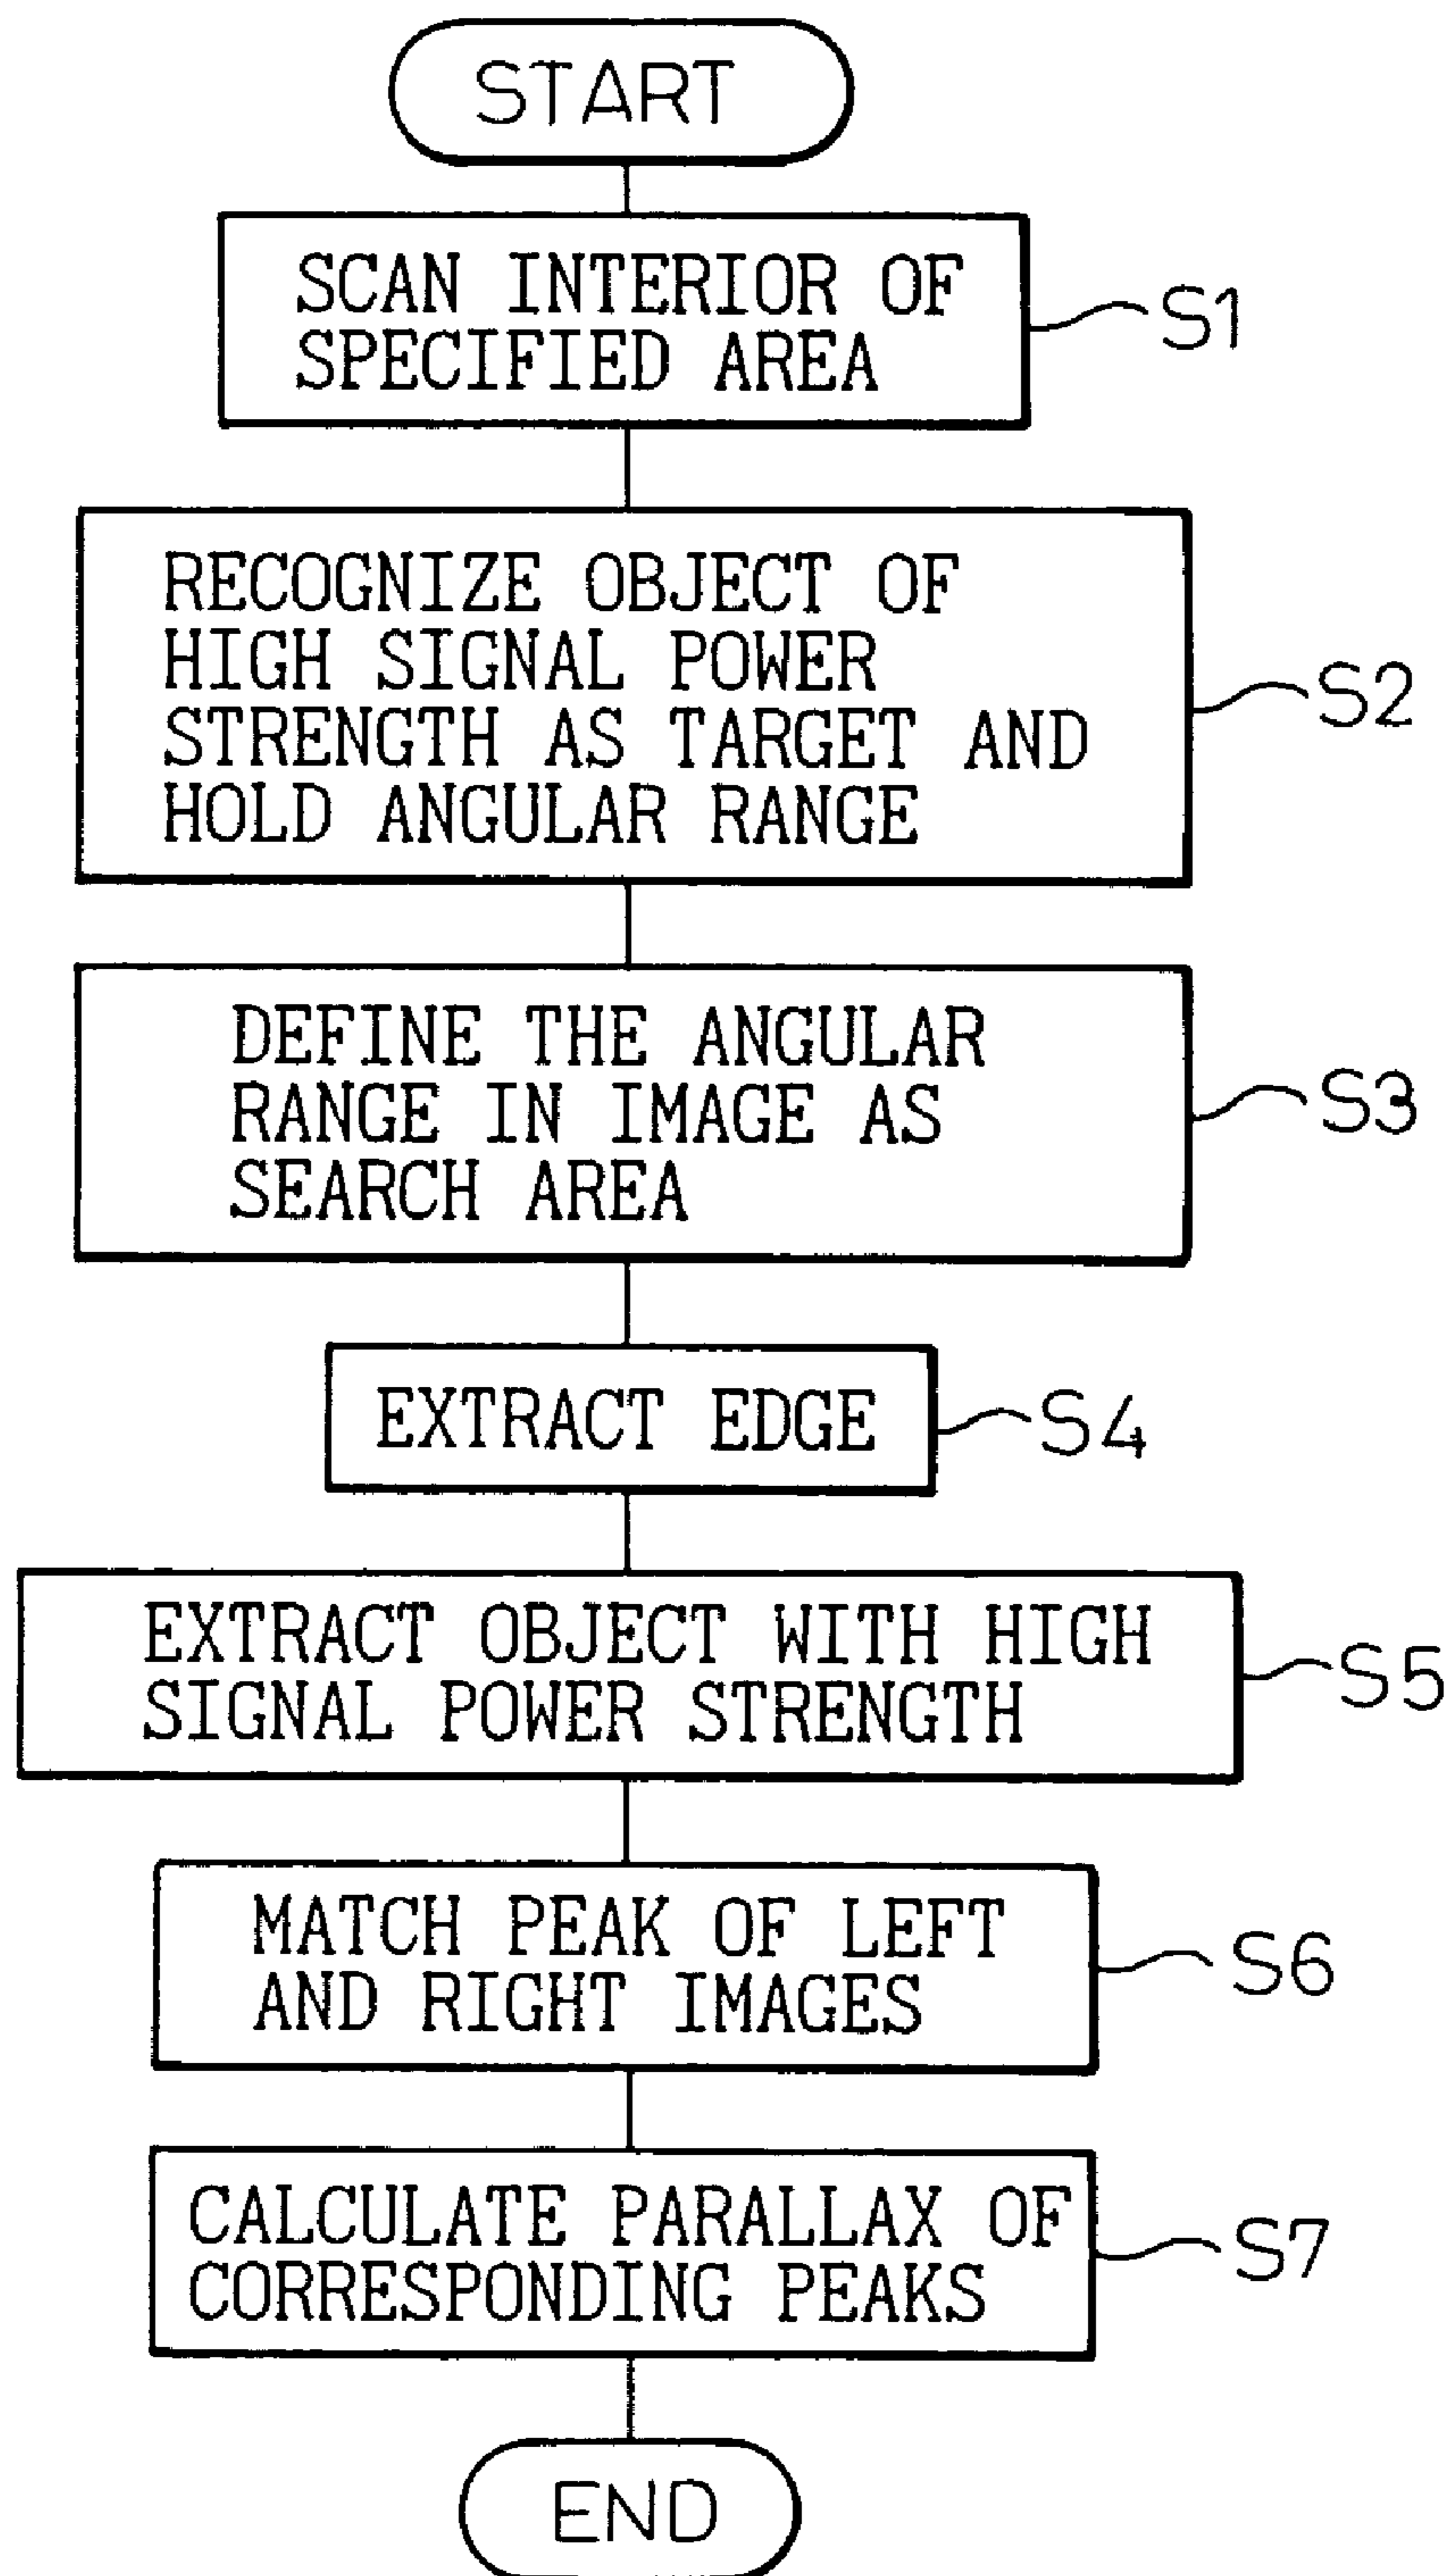 START
SCAN INTERIOR OF
SPECIFIED AREA
S1
RECOGNIZE OBJECT OF
HIGH SIGNAL POWER
STRENGTH AS TARGET AND
HOLD ANGULAR RANGE
S2
DEFINE THE ANGULAR
RANGE IN IMAGE AS
SEARCH AREA
S3
EXTRACT EDGE
S4
EXTRACT OBJECT WITH HIGH
SIGNAL POWER STRENGTH
S5
MATCH PEAK OF LEFT
AND RIGHT IMAGES
S6
CALCULATE PARALLAX OF
CORRESPONDING PEAKS
S7
END